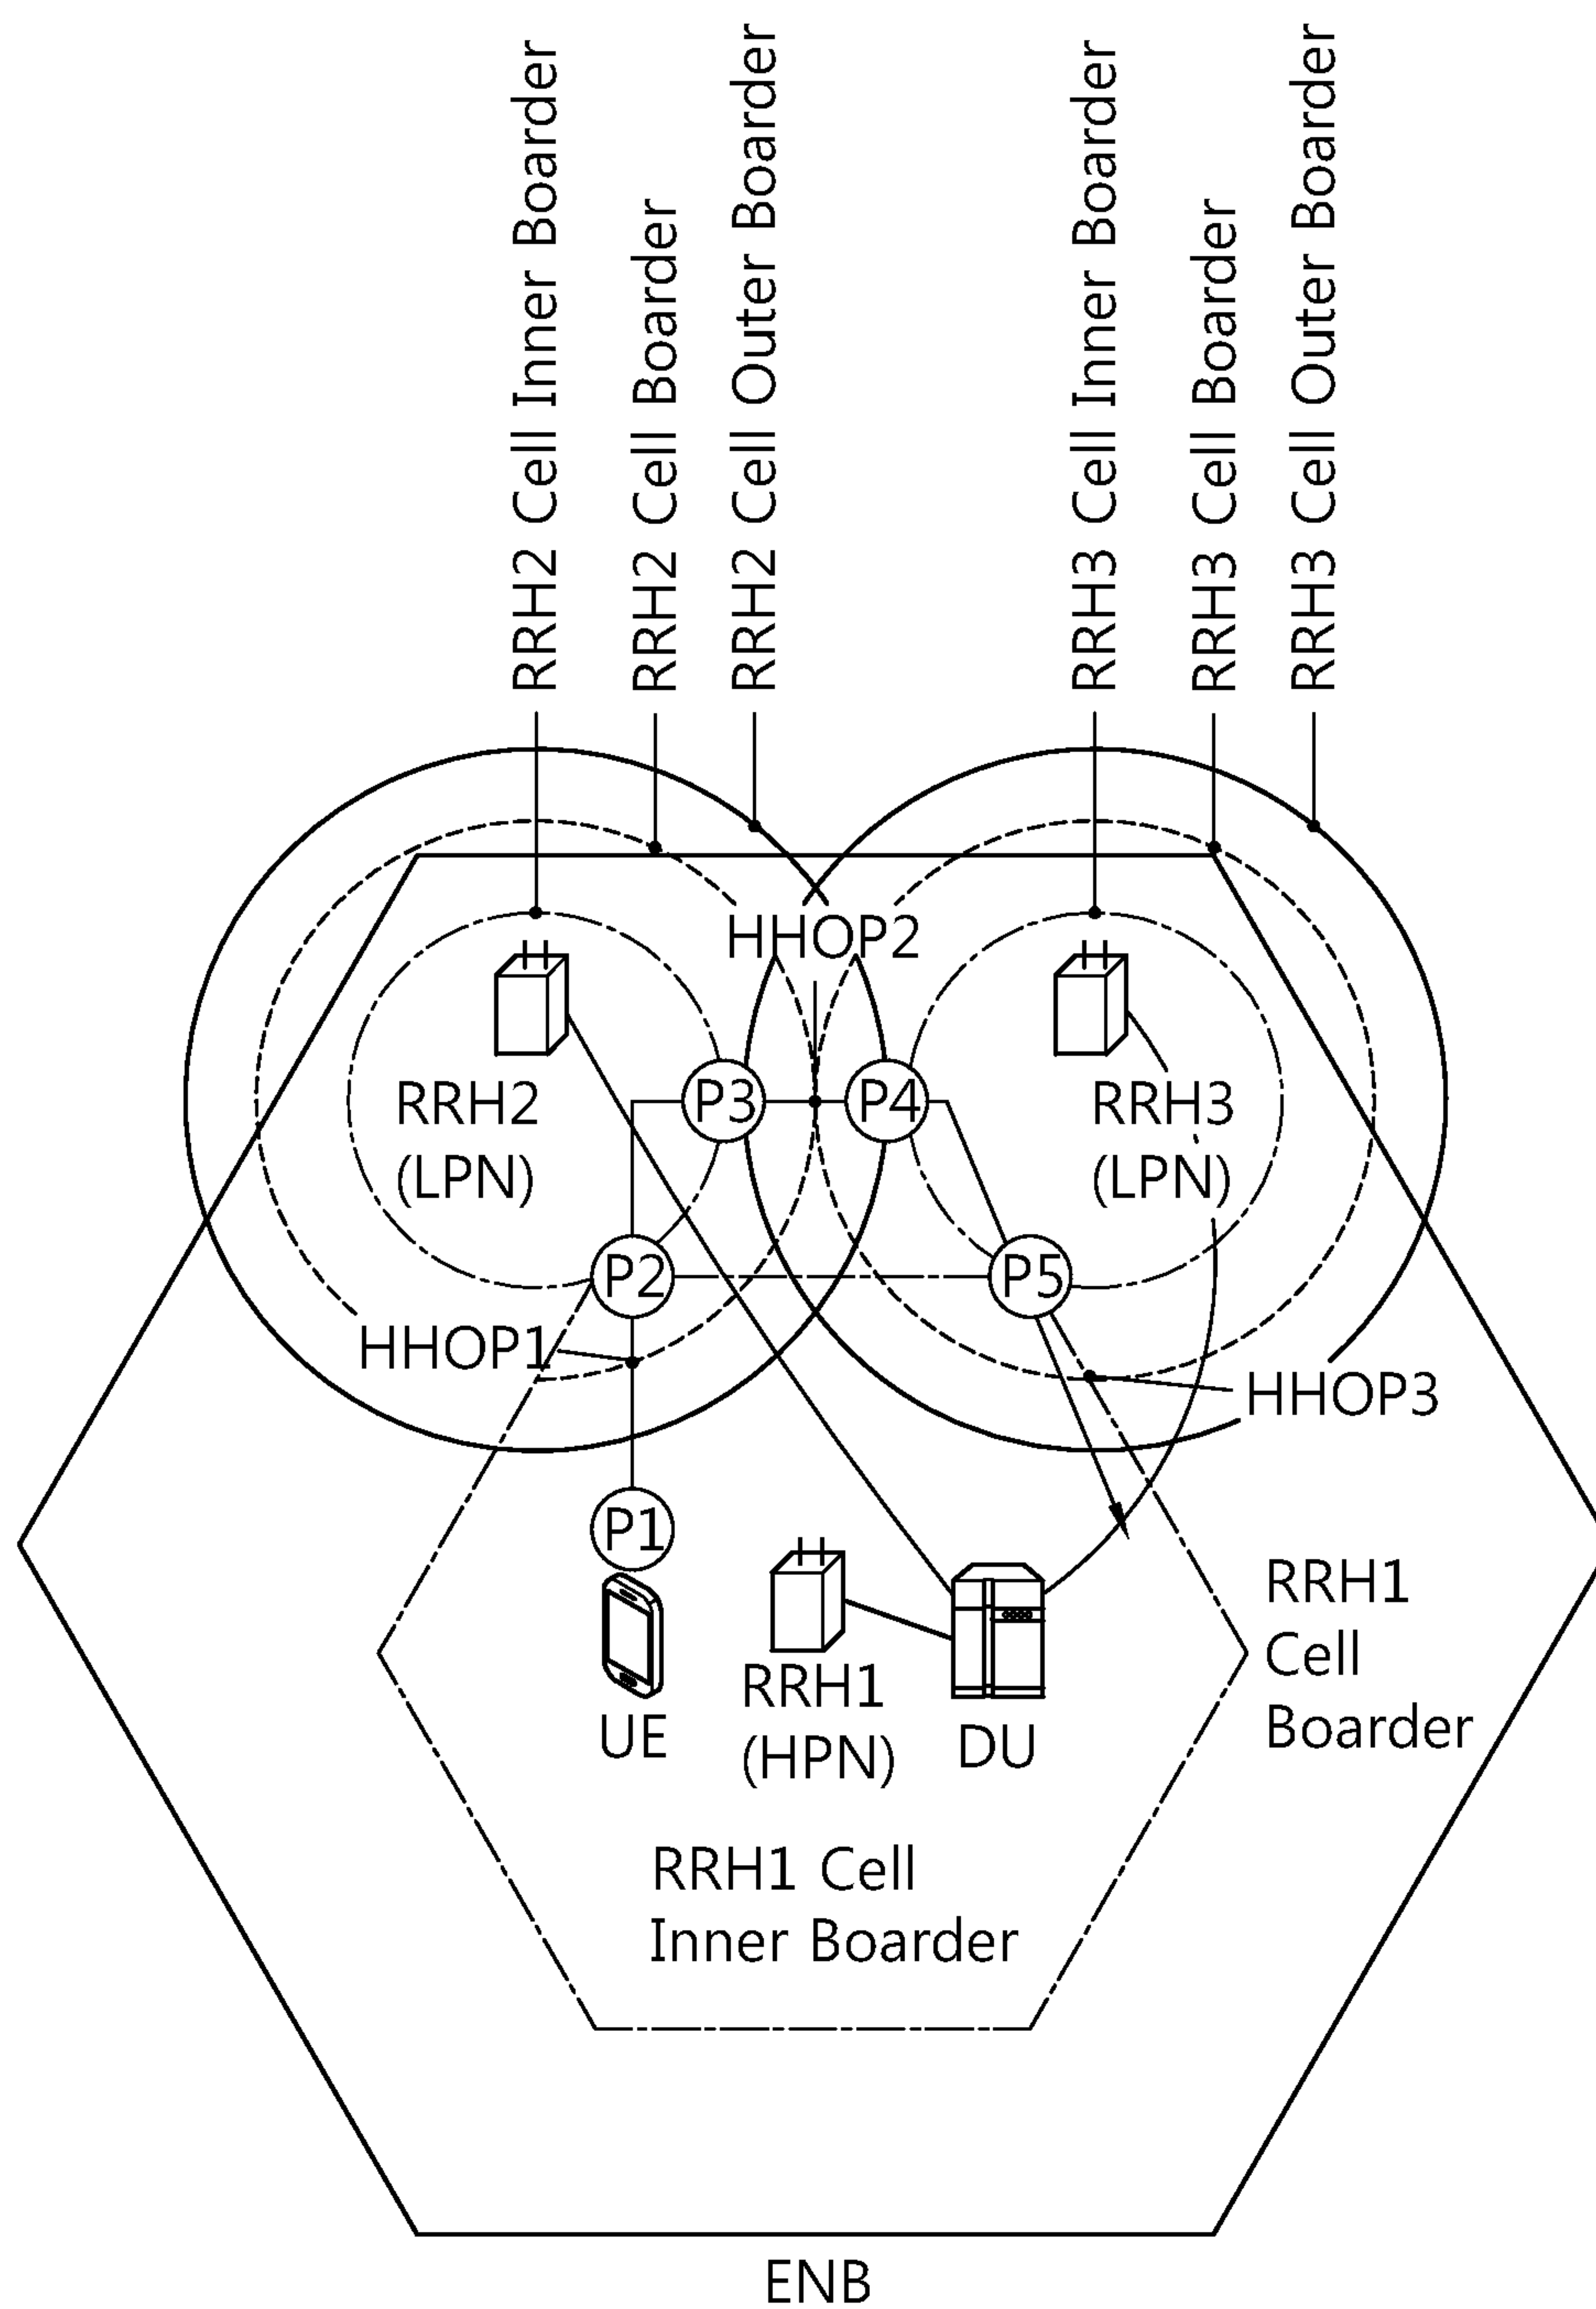 RRH2 Cell Inner Boarder
RRH2 Cell Boarder
RRH2 Cell Outer Boarder
RRH3 Cell Inner Boarder
RRH3 Cell Boarder
RRH3 Cell Outer Boarder
HHOP2
RRH2
(LPN)
P3
P4
RRH3
(LPN)
P2
P5
HHOP1
HHOP3
P1
UE
RRH1
(HPN)
DU
RRH1
Cell
Boarder
RRH1 Cell
Inner Boarder
ENB